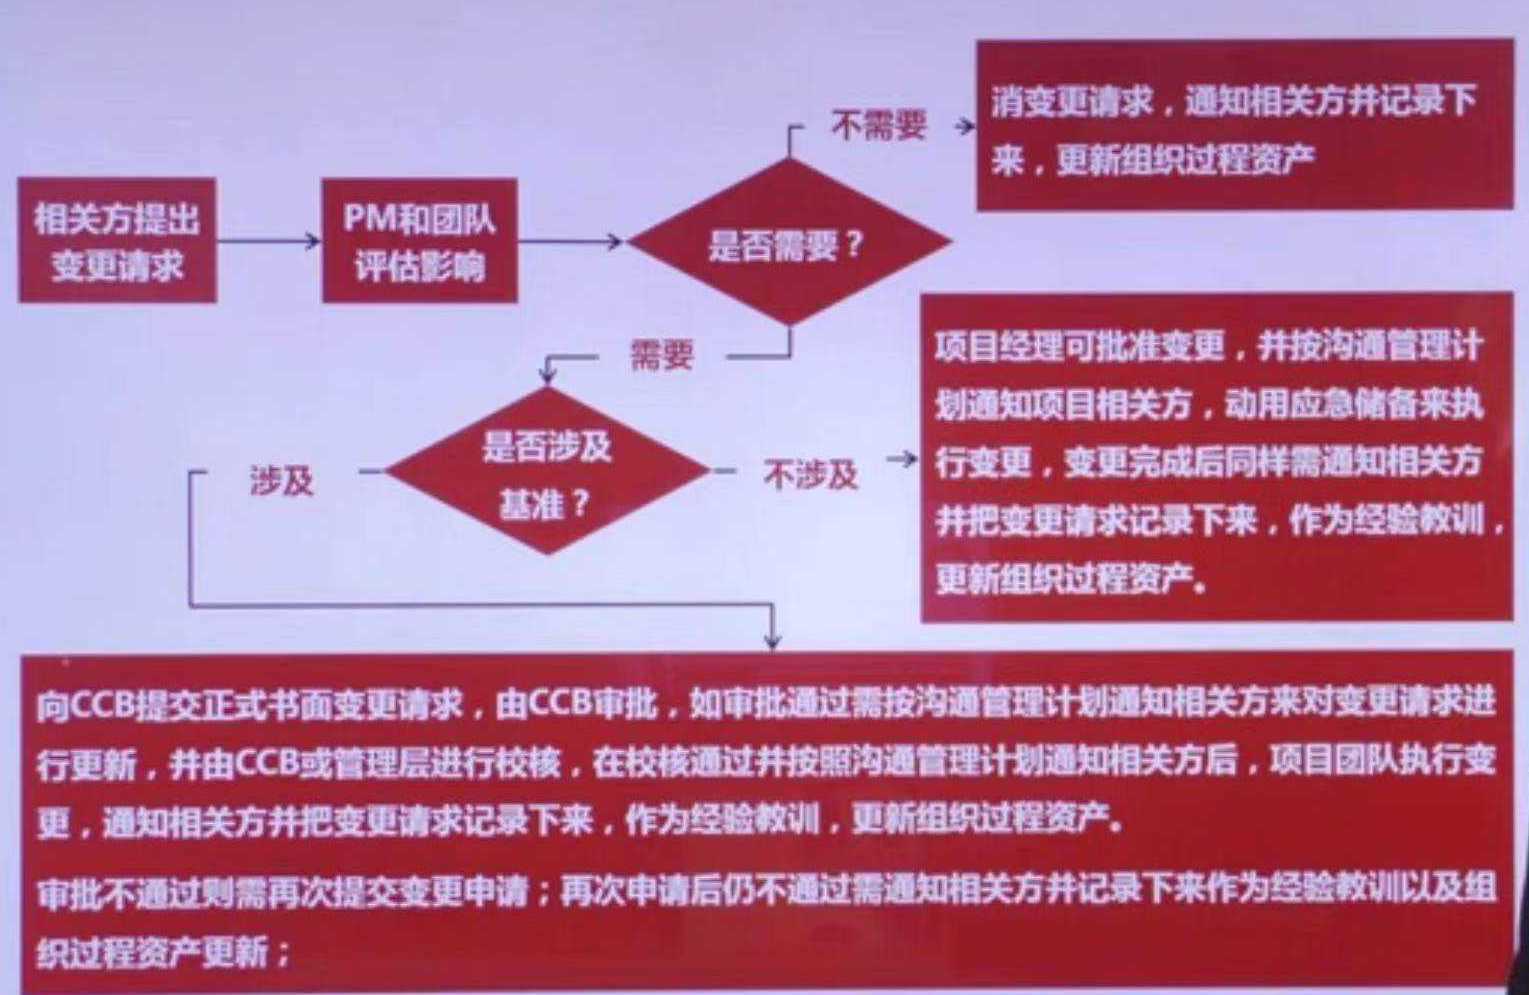 相关方提出
变更请求
PM和团队
评估影响
是否需要？
不需要
消变更请求，通知相关方并记录下
来，更新组织过程资产
需要
是否涉及
基准？
涉及
不涉及
项目经理可批准变更，并按沟通管理计
划通知项目相关方，动用应急储备来执
行变更，变更完成后同样需通知相关方
并把变更请求记录下来，作为经验教训，
更新组织过程资产。
向CCB提交正式书面变更请求，由CCB审批，如审批通过需按沟通管理计划通知相关方来对变更请求进
行更新，并由CCB或管理层进行校核，在校核通过并按照沟通管理计划通知相关方后，项目团队执行变
更，通知相关方并把变更请求记录下来，作为经验教训，更新组织过程资产。
审批不通过则需再次提交变更申请；再次申请后仍不通过需通知相关方并记录下来作为经验教训以及组
织过程资产更新；